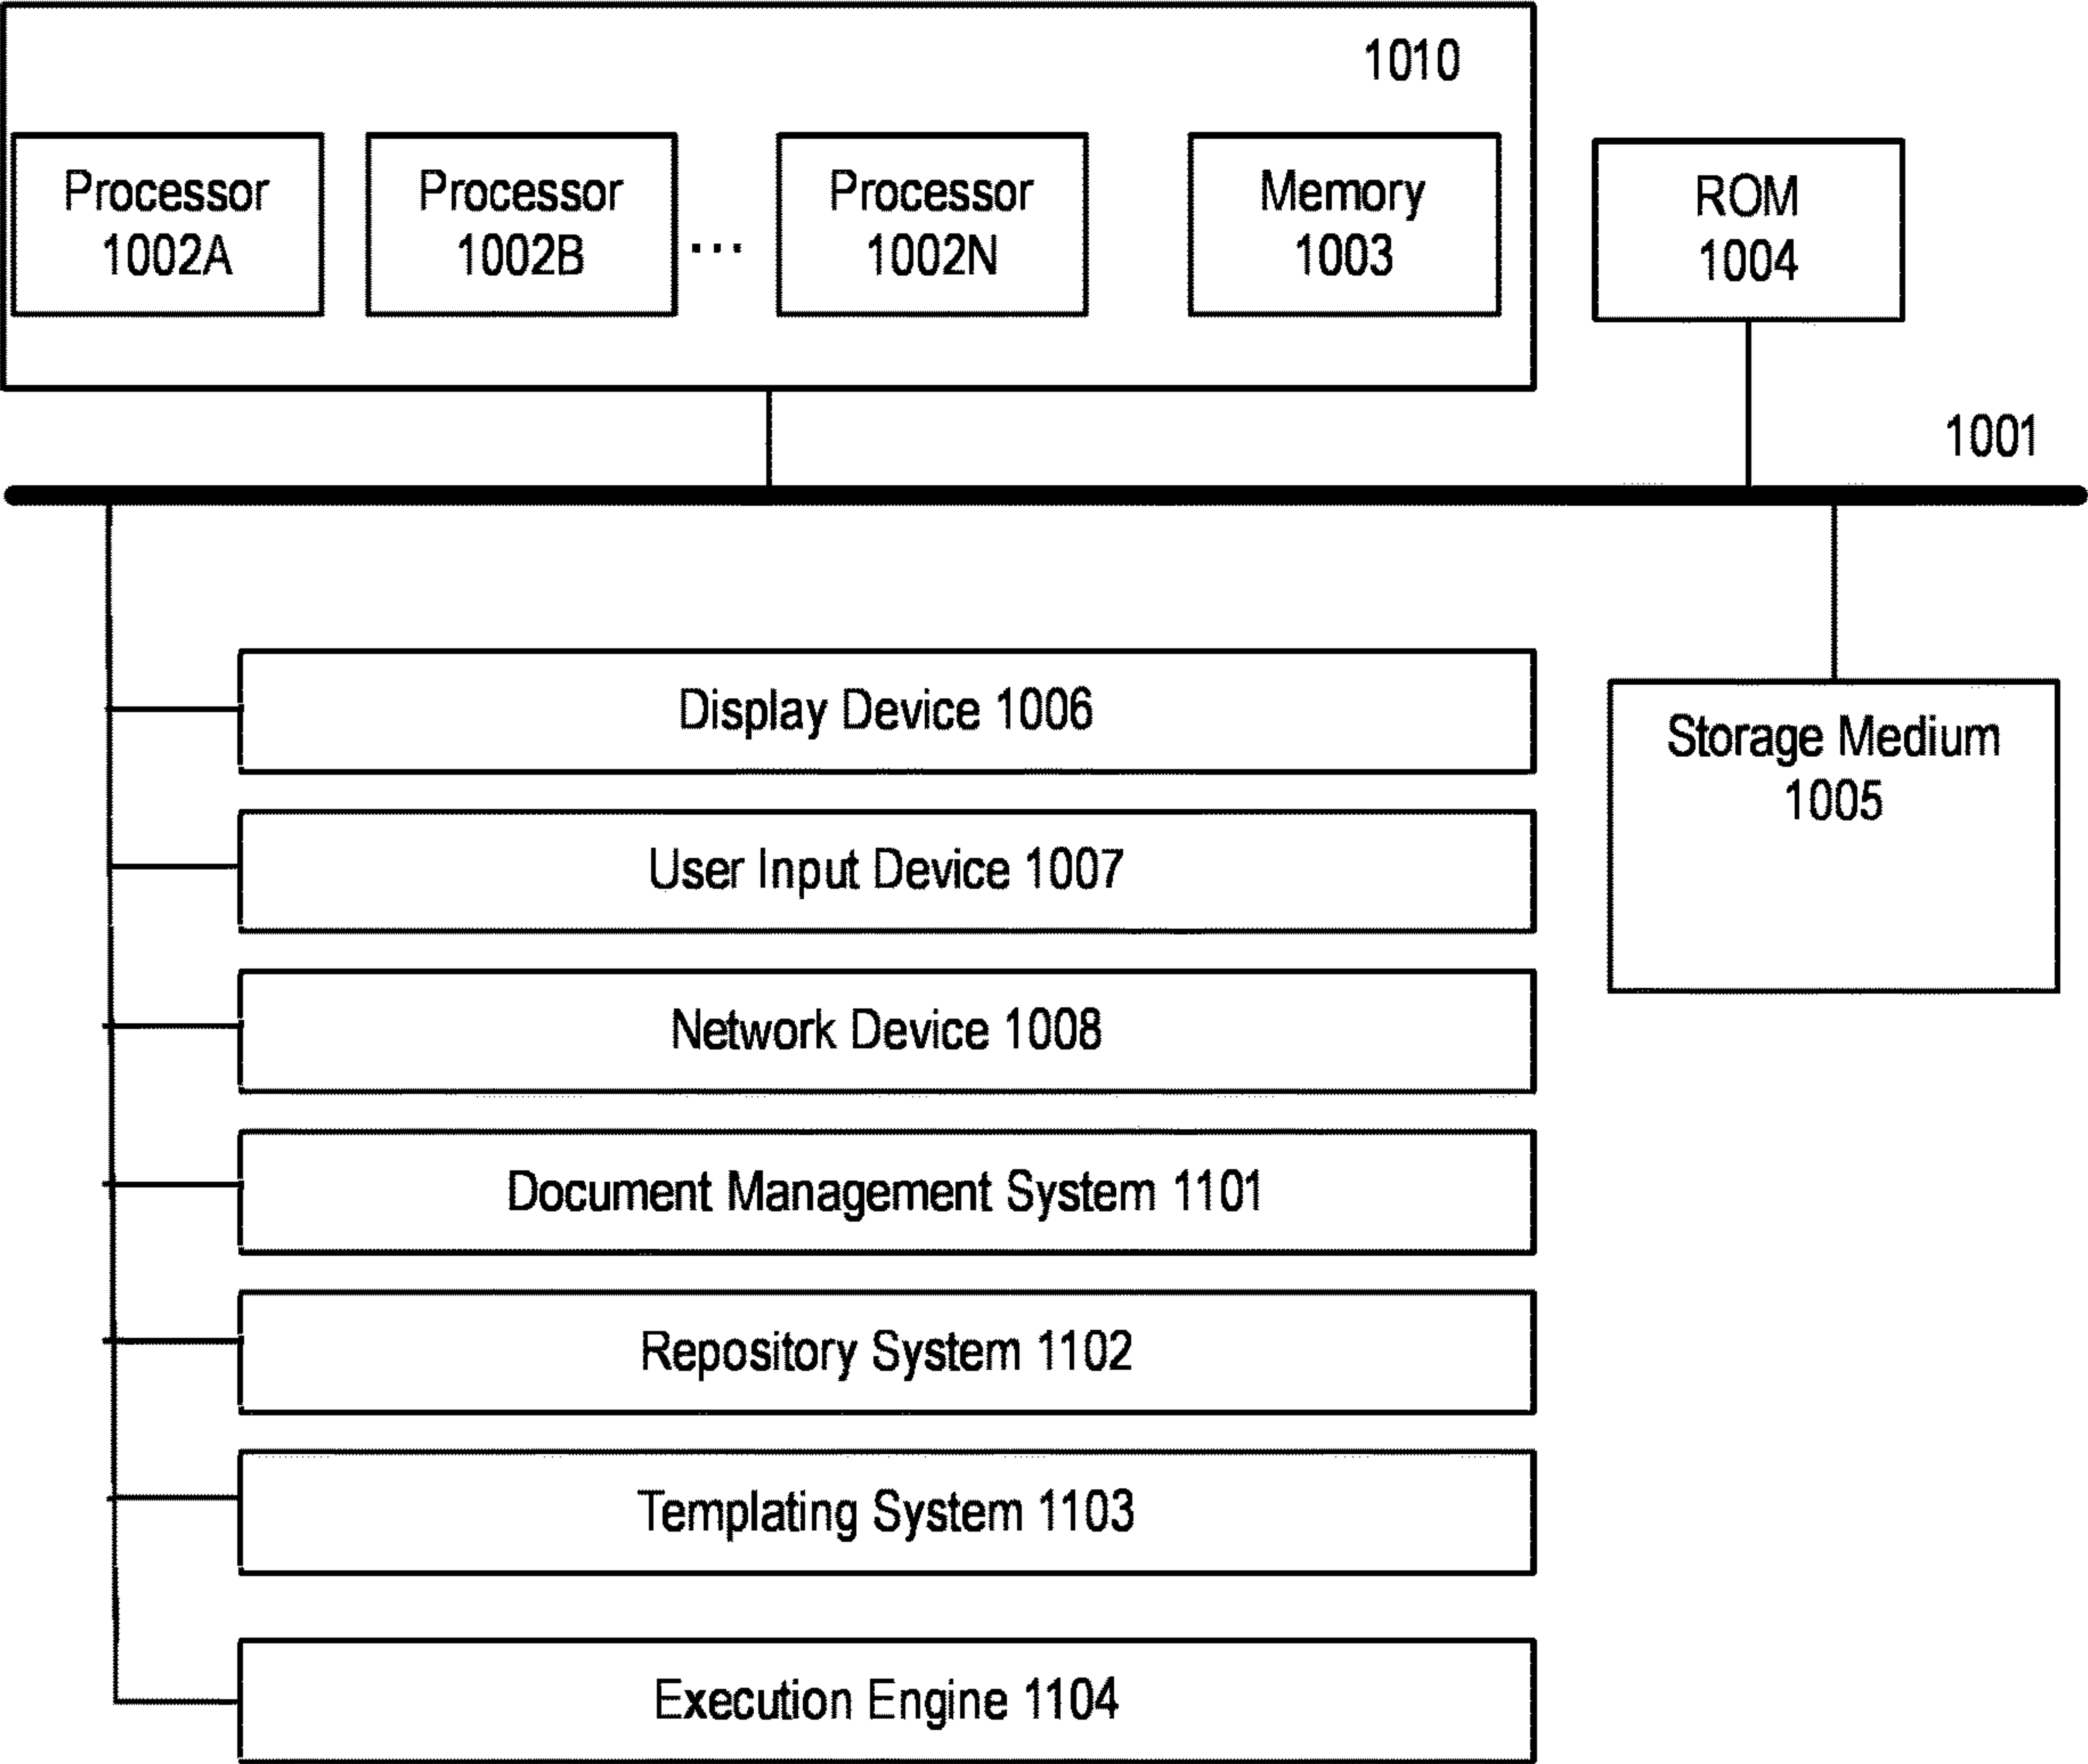 1010
Processor
1002A
Processor
1002B
...
Processor
1002N
Memory
1003
ROM
1004
1001
Display Device 1006
User Input Device 1007
Network Device 1008
Document Management System 1101
Repository System 1102
Templating System 1103
Execution Engine 1104
Storage Medium
1005